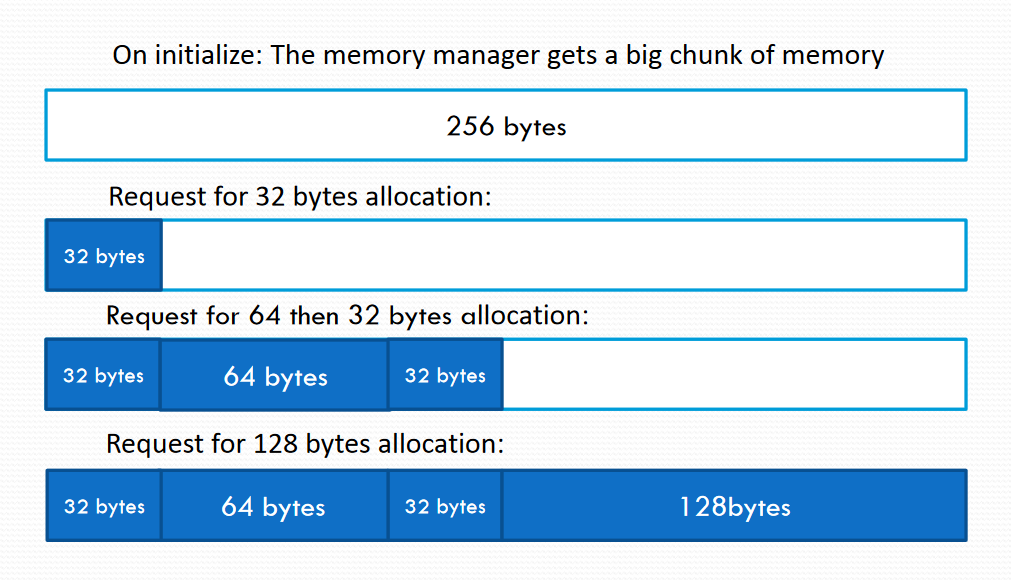 On initialize: The memory manager gets a big chunk of memory
256 bytes
Request for 32 bytes allocation:
32 bytes
Request for 64 then 32 bytes allocation:
32 bytes 64 bytes 32 bytes
Request for 128 bytes allocation:
32 bytes 64 bytes 32 bytes 128bytes